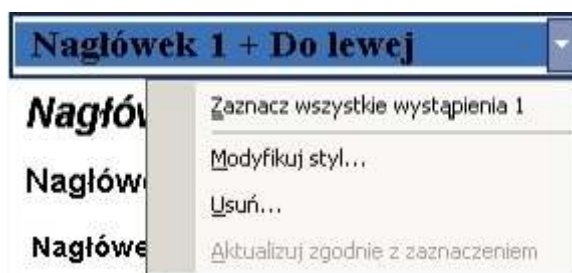 Nagłówek 1 + Do lewej
Zaznacz wszystkie wystąpienia 1
Modyfikuj styl...
Usuń...
Aktualizuj zgodnie z zaznaczeniem